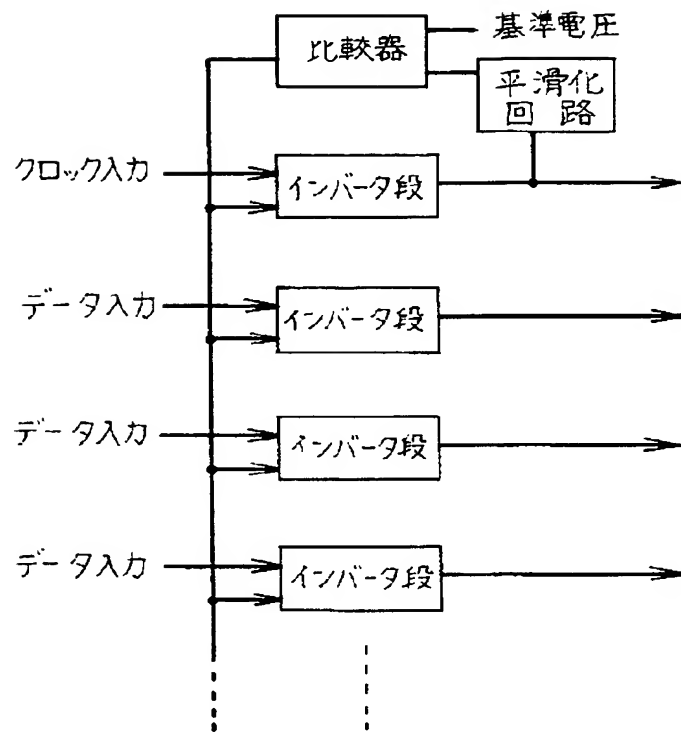 比較器
基準電圧
平滑化
回路
クロック入力
インバータ段
データ入力
インバータ段
データ入力
インバータ段
データ入力
インバータ段